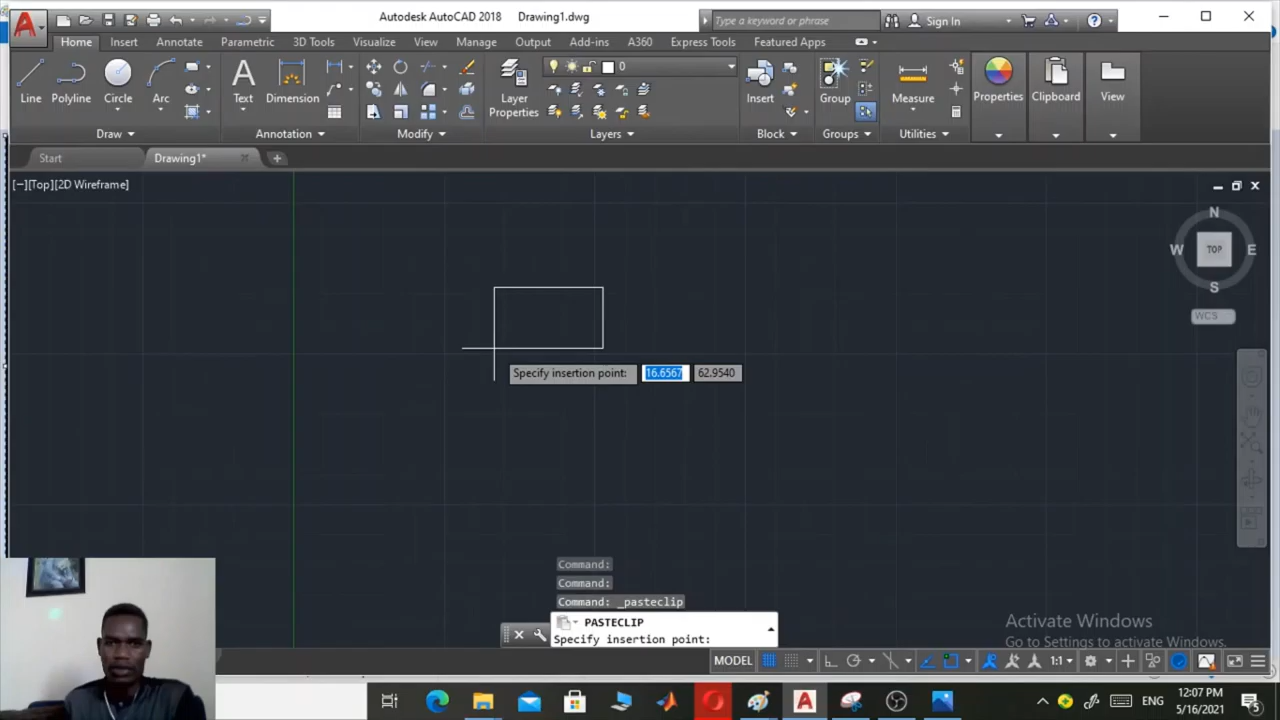 Autodesk AutoCAD 2018 Drawing1.dwg
Type a keyword or phrase
Sign In
Home Insert Annotate Parametric 3D Tools Visualize View Manage Output Add-ins A360 Express Tools Featured Apps
0
Line Polyline Circle Arc Text Dimension Layer Properties Insert Group Measure Properties Clipboard View
Draw Annotation Modify Layers Block Groups Utilities
Start Drawing1*
[−][Top][2D Wireframe]
N
W TOP E
S
WCS
Specify insertion point: 16.6567 62.9540
Command:
Command:
Command: _pasteclip
PASTECLIP
Specify insertion point:
Activate Windows
Go to Settings to activate Windows.
MODEL 1:1
ENG 12:07 PM
5/16/2021
5